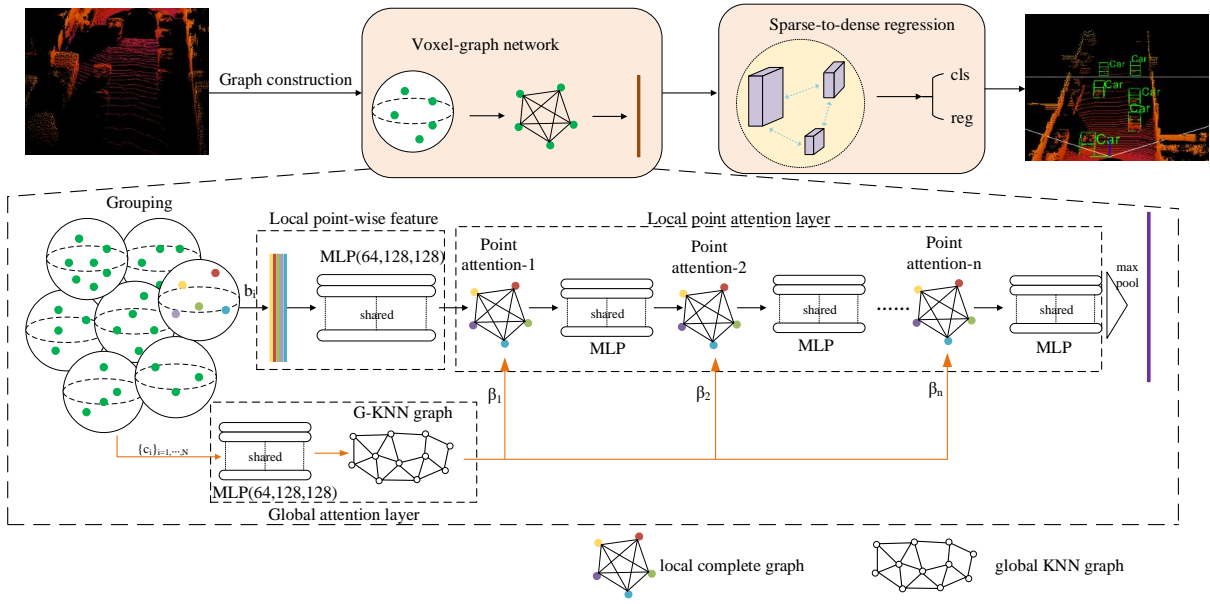 Graph construction
Voxel-graph network
Sparse-to-dense regression
cls
reg
Car
Car
Car
Car
Car
Car
Grouping
Local point-wise feature
Local point attention layer
b_i
MLP(64,128,128)
shared
Point
attention-1
shared
MLP
Point
attention-2
shared
MLP
......
Point
attention-n
shared
MLP
max
pool
β₁
β₂
βₙ
{c_i}_{i=1,...,N}
shared
MLP(64,128,128)
G-KNN graph
Global attention layer
local complete graph
global KNN graph